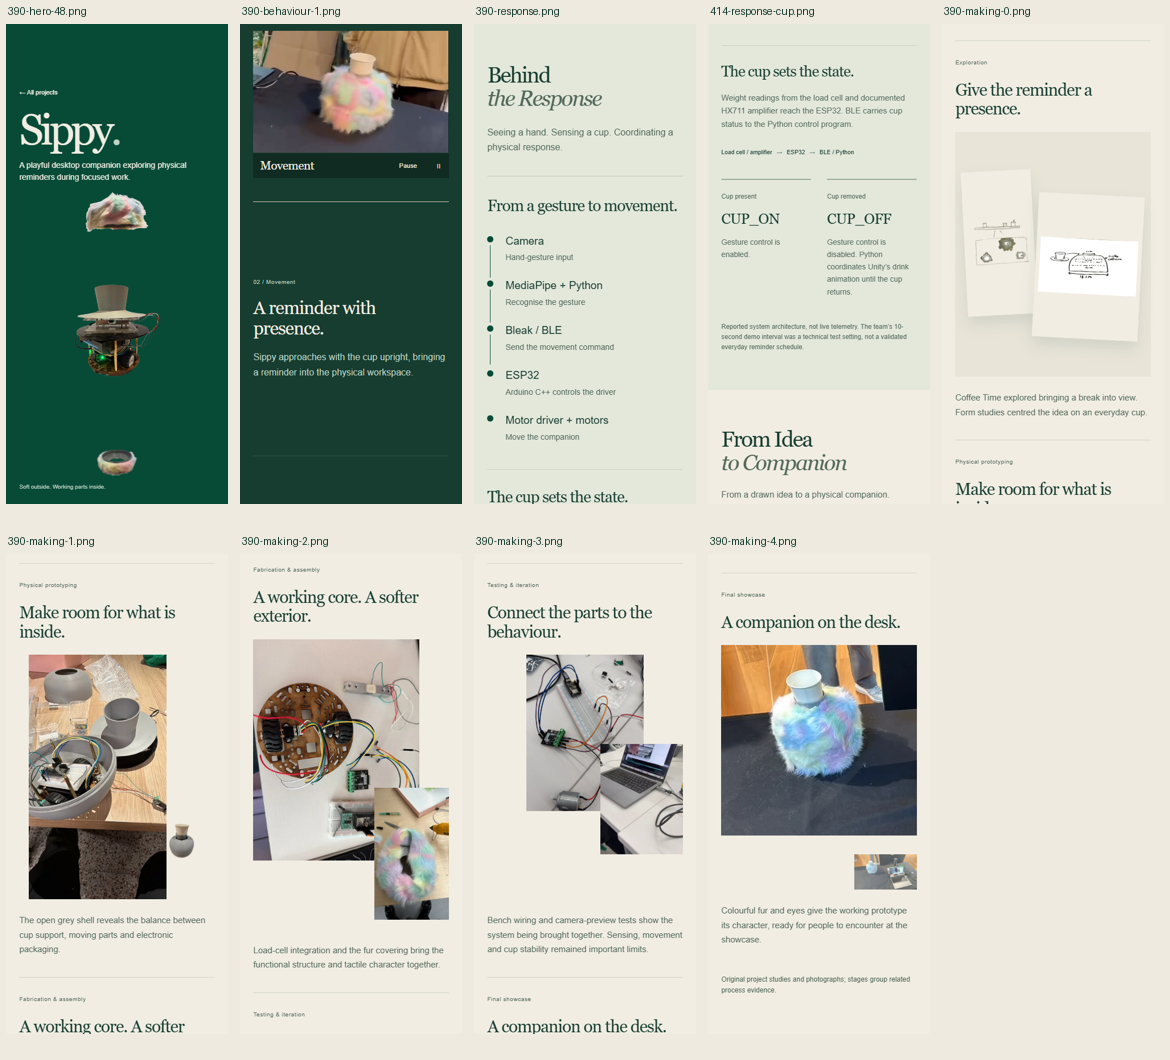 390-hero-48.png
← All projects
Sippy.
A playful desktop companion exploring physical
reminders during focused work.
Soft outside. Working parts inside.
390-behaviour-1.png
Movement
Pause
II
02 / Movement
A reminder with
presence.
Sippy approaches with the cup upright, bringing
a reminder into the physical workspace.
390-response.png
Behind
the Response
Seeing a hand. Sensing a cup. Coordinating a
physical response.
From a gesture to movement.
Camera
Hand-gesture input
MediaPipe + Python
Recognise the gesture
Bleak / BLE
Send the movement command
ESP32
Arduino C++ controls the driver
Motor driver + motors
Move the companion
The cup sets the state.
414-response-cup.png
The cup sets the state.
Weight readings from the load cell and documented
HX711 amplifier reach the ESP32. BLE carries cup
status to the Python control program.
Load cell / amplifier → ESP32 → BLE / Python
Cup present
CUP_ON
Gesture control is
enabled.
Cup removed
CUP_OFF
Gesture control is
disabled. Python
coordinates Unity's drink
animation until the cup
returns.
Reported system architecture, not live telemetry. The team's 10-
second demo interval was a technical test setting, not a validated
everyday reminder schedule.
From Idea
to Companion
From a drawn idea to a physical companion.
390-making-0.png
Exploration
Give the reminder a
presence.
Coffee Time explored bringing a break into view.
Form studies centred the idea on an everyday cup.
Physical prototyping
Make room for what is
390-making-1.png
Physical prototyping
Make room for what is
inside.
The open grey shell reveals the balance between
cup support, moving parts and electronic
packaging.
Fabrication & assembly
A working core. A softer
390-making-2.png
Fabrication & assembly
A working core. A softer
exterior.
Load-cell integration and the fur covering bring the
functional structure and tactile character together.
Testing & iteration
390-making-3.png
Testing & iteration
Connect the parts to the
behaviour.
Bench wiring and camera-preview tests show the
system being brought together. Sensing, movement
and cup stability remained important limits.
Final showcase
A companion on the desk.
390-making-4.png
Final showcase
A companion on the desk.
Colourful fur and eyes give the working prototype
its character, ready for people to encounter at the
showcase.
Original project studies and photographs; stages group related
process evidence.